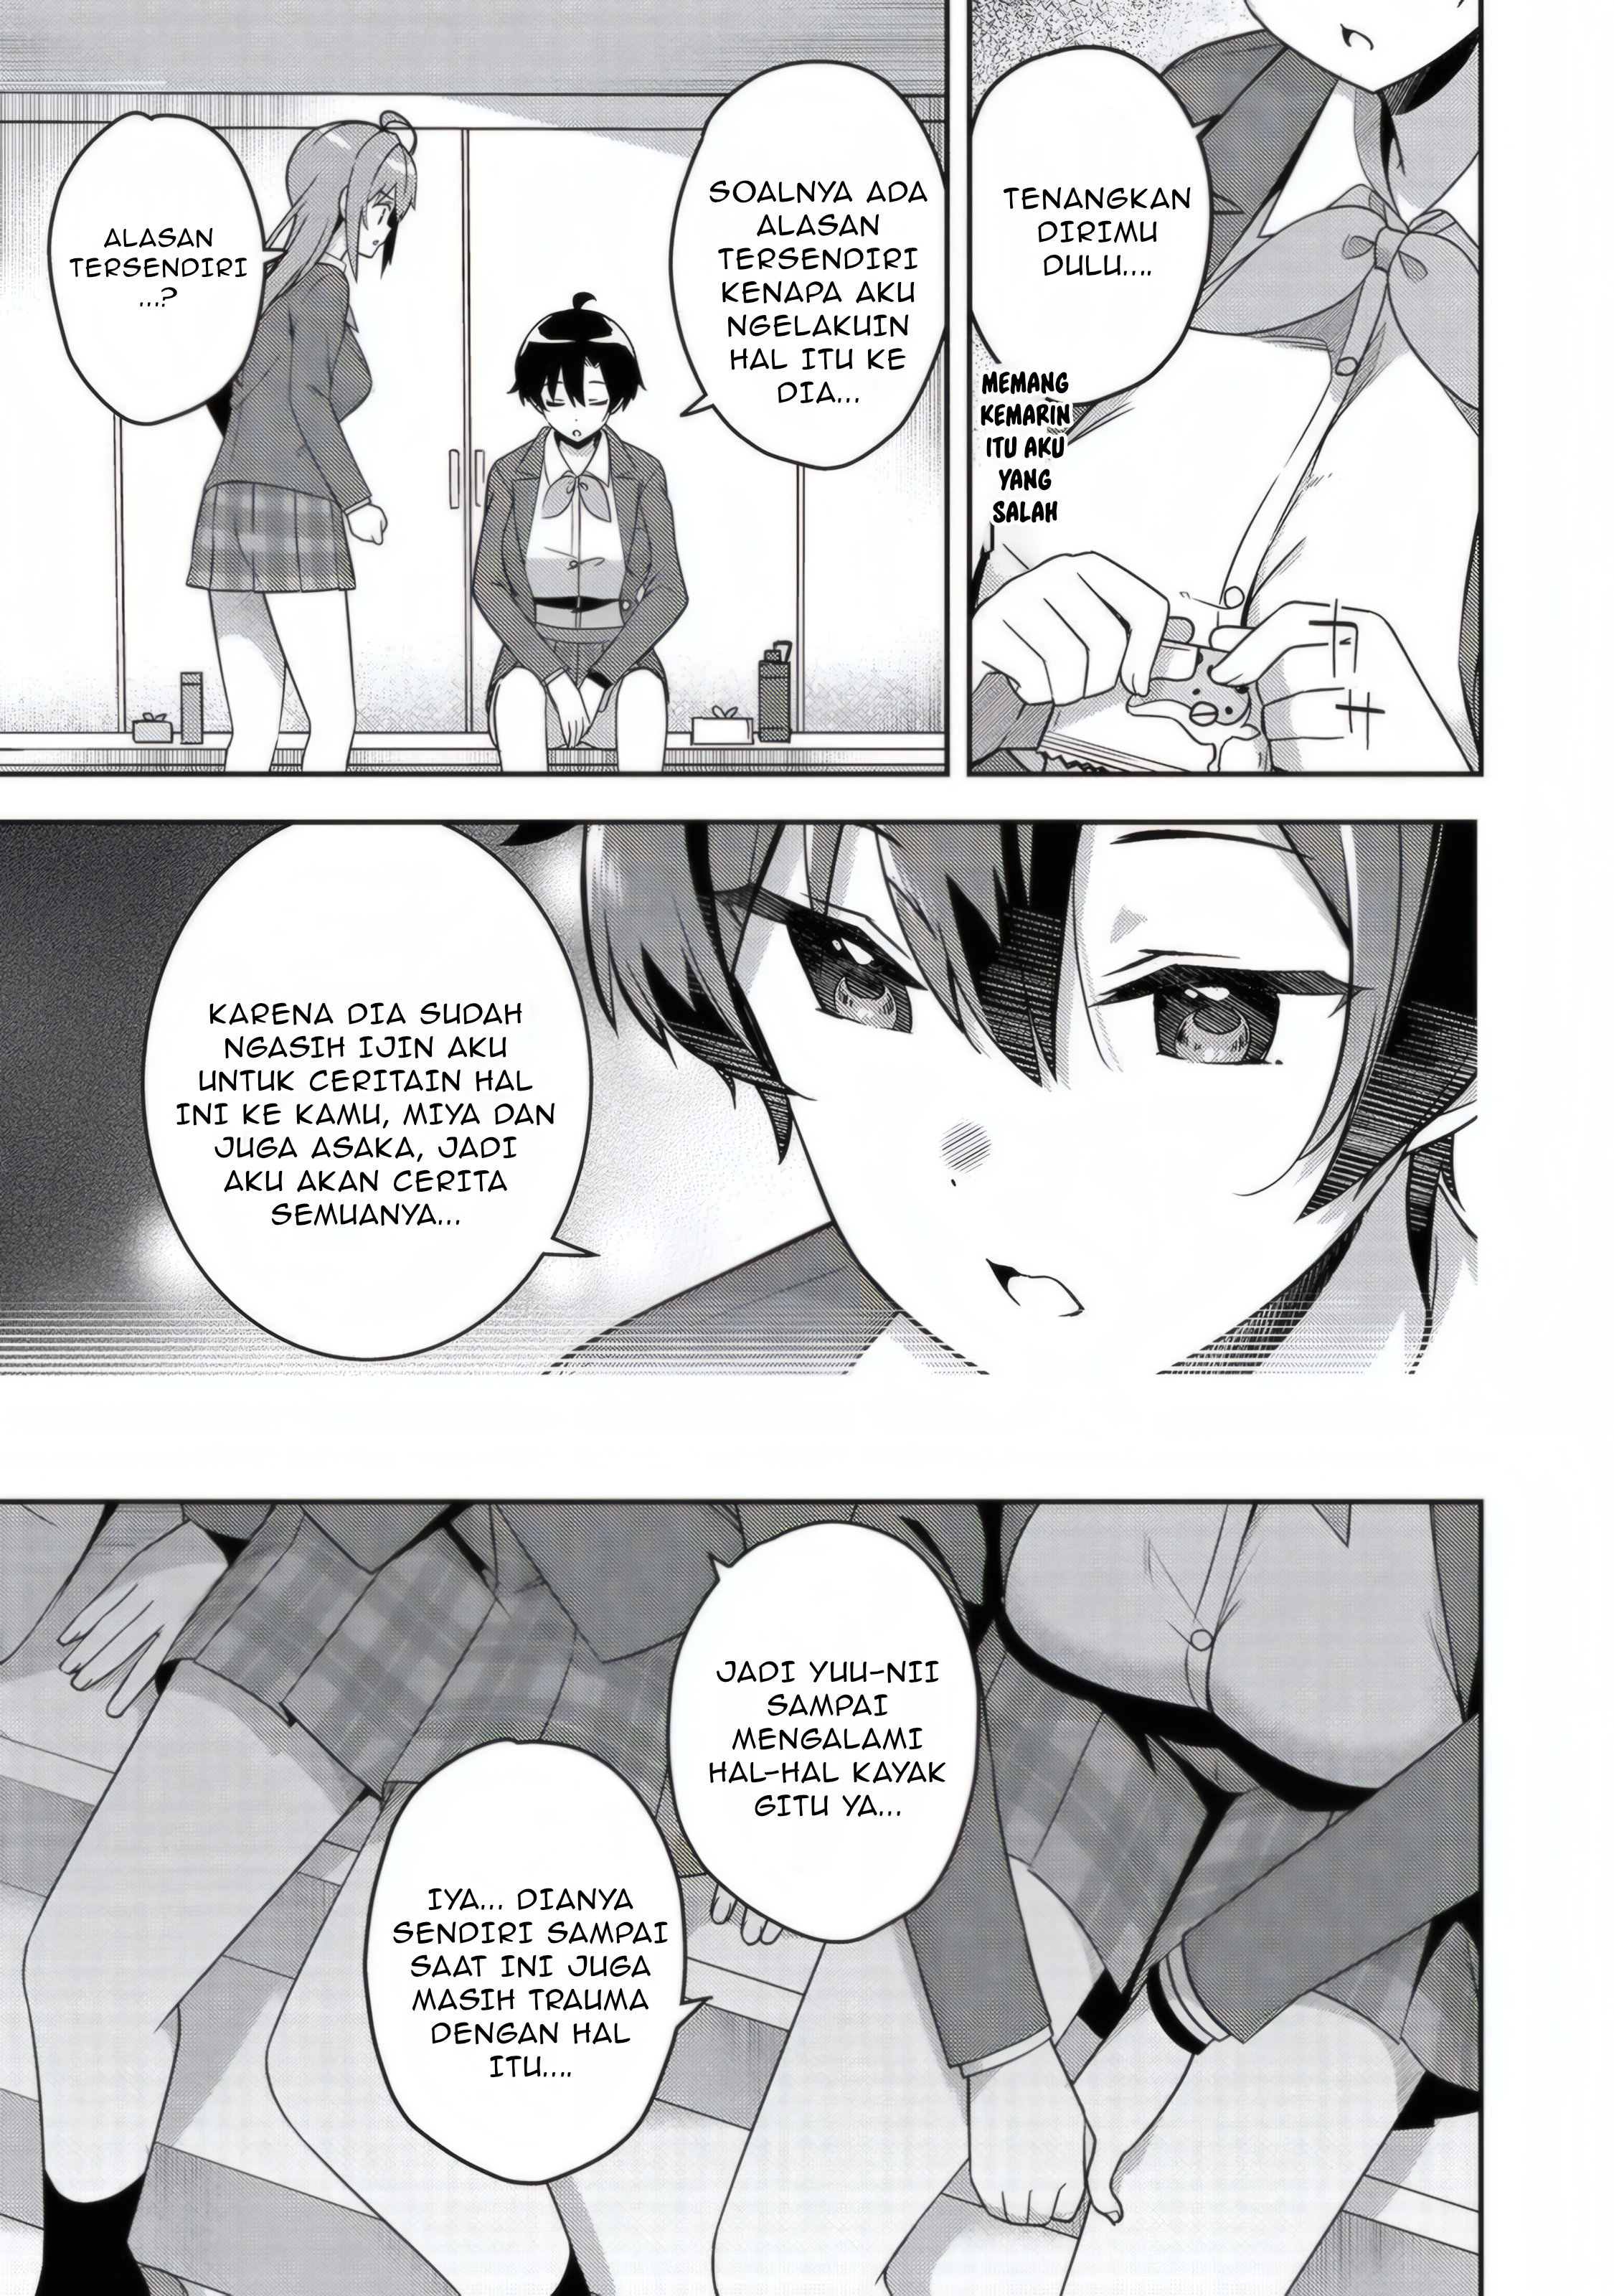 TENANGKAN
DIRIMU
DULU....
MEMANG
KEMARIN
ITU AKU
YANG
SALAH
SOALNYA ADA
ALASAN
TERSENDIRI
KENAPA AKU
NGELAKUIN
HAL ITU KE
DIA...
ALASAN
TERSENDIRI
...?
KARENA DIA SUDAH
NGASIH IJIN AKU
UNTUK CERITAIN HAL
INI KE KAMU, MIYA DAN
JUGA ASAKA, JADI
AKU AKAN CERITA
SEMUANYA...
JADI YUU-NII
SAMPAI
MENGALAMI
HAL-HAL KAYAK
GITU YA...
IYA... DIANYA
SENDIRI SAMPAI
SAAT INI JUGA
MASIH TRAUMA
DENGAN HAL
ITU....